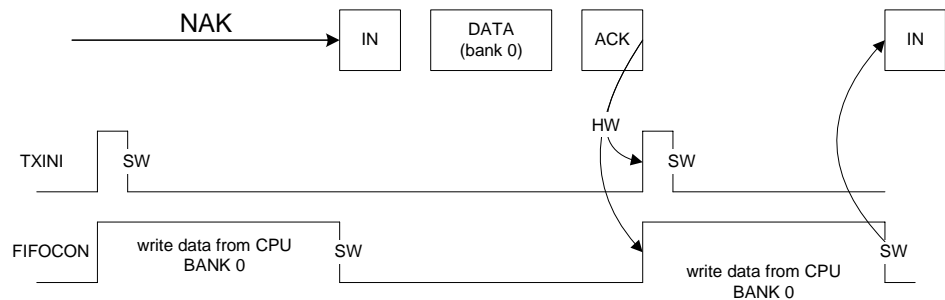 NAK
IN
DATA
(bank 0)
ACK
IN
HW
TXINI
SW
SW
FIFOCON
write data from CPU
BANK 0
SW
write data from CPU
BANK 0
SW